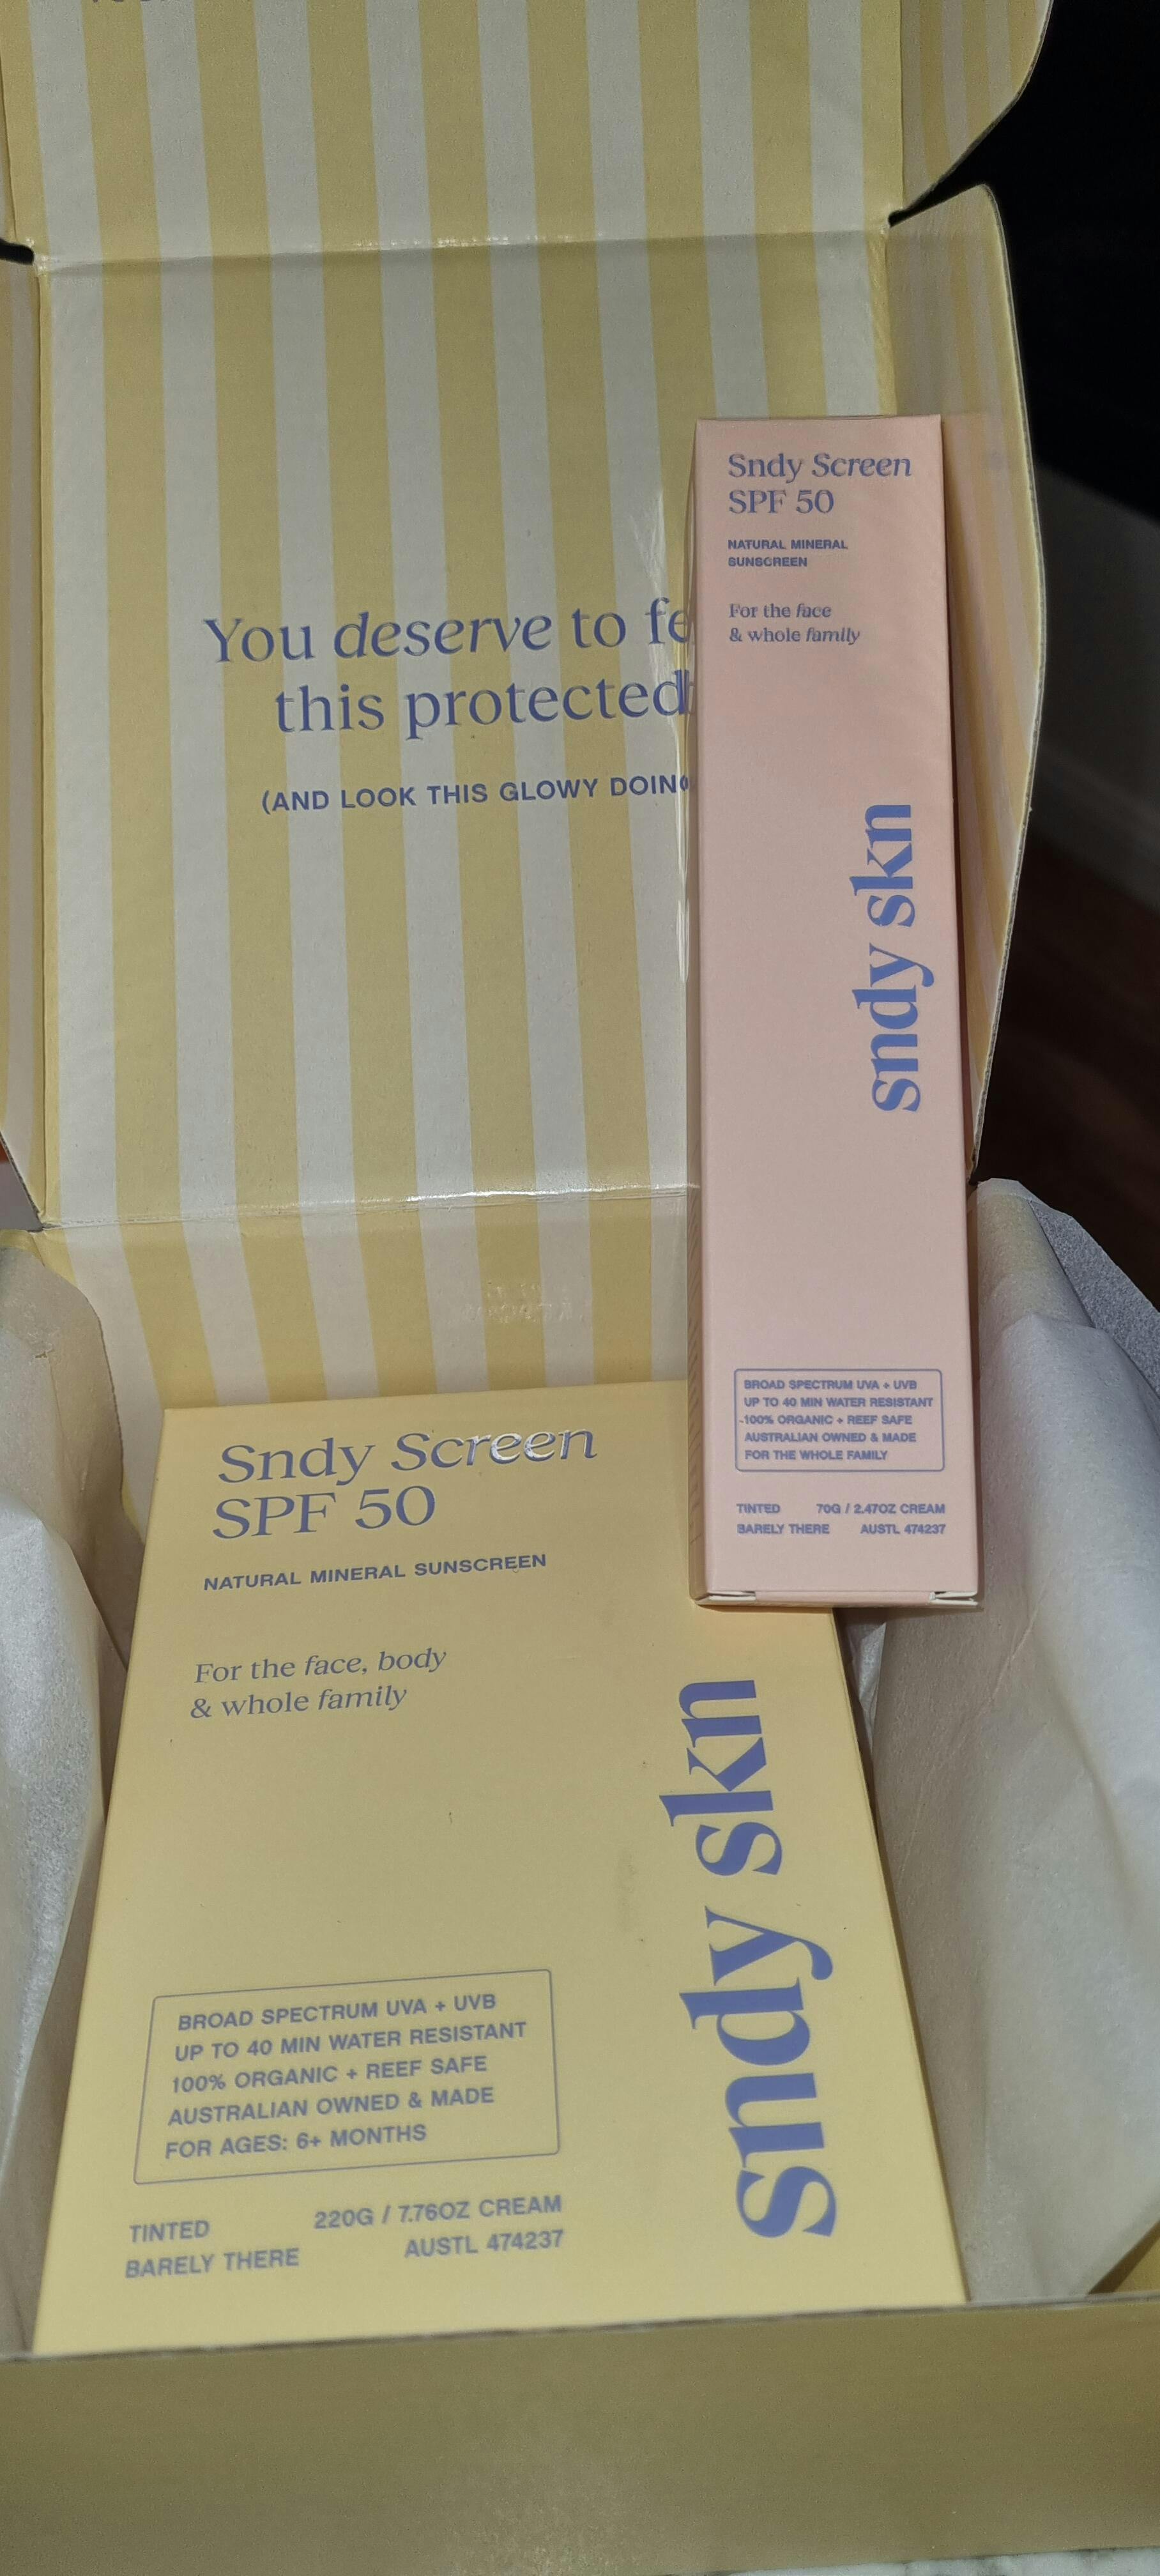 You deserve to
this protected
(AND LOOK THIS GLOWY
Sndy Screen
SPF 50
NATURAL MINERAL
SUNSCREEN
For the face
& whole family
sndy skn
BROAD SPECTRUM UVA + UVB
UP TO 40 MIN WATER RESISTANT
100% ORGANIC + REEF SAFE
AUSTRALIAN OWNED & MADE
FOR THE WHOLE FAMILY
TINTED 70G / 2.47OZ CREAM
BARELY THERE AUSTL 474237
Sndy Screen
SPF 50
NATURAL MINERAL SUNSCREEN
For the face, body
& whole family
sndy skn
BROAD SPECTRUM UVA + UVB
UP TO 40 MIN WATER RESISTANT
100% ORGANIC + REEF SAFE
AUSTRALIAN OWNED & MADE
FOR AGES: 6+ MONTHS
TINTED 220G / 7.76OZ CREAM
BARELY THERE AUSTL 474237